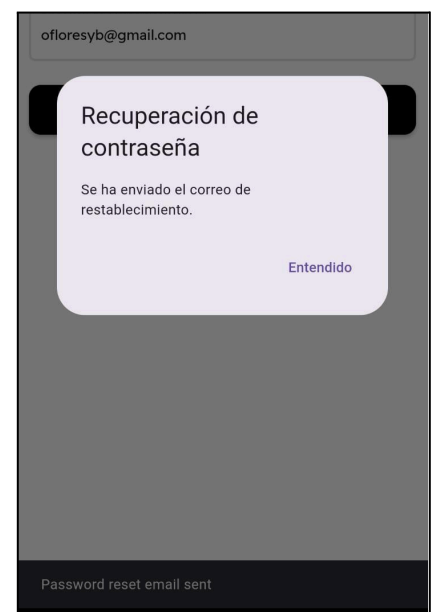 ofloresyb@gmail.com
Recuperación de
contraseña
Se ha enviado el correo de
restablecimiento.
Entendido
Password reset email sent